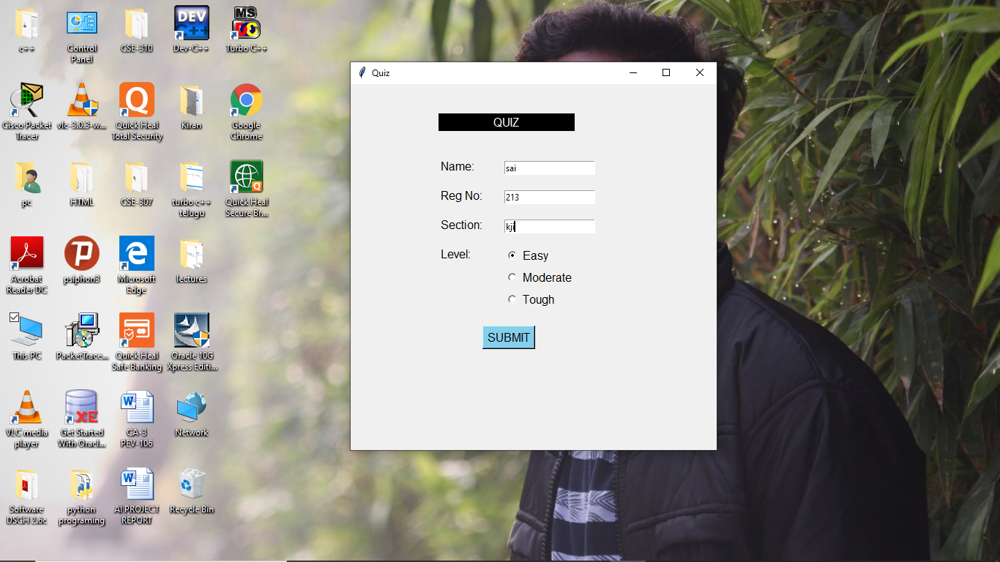 c++
Control
Panel
CSE-310
DEV
C++
Dev-C++
MS
Turbo C++
Cisco Packet
Tracer
vlc-3.0.3-w...
Quick Heal
Total Security
Kiran
Google
Chrome
pc
HTML
CSE-307
turbo c++
telugu
Quick Heal
Secure Br...
Acrobat
Reader DC
psiphon3
Microsoft
Edge
lectures
This PC
PacketTrace...
Quick Heal
Safe Banking
Oracle 10G
Xpress Editi...
VLC media
player
XE
Get Started
With Oracl...
W
CA-3
PEV-106
Network
Software
DSCH 2.6c
python
programing
W
AI PROJECT
REPORT
Recycle Bin
Quiz
QUIZ
Name: sai
Reg No: 213
Section: kji
Level: Easy
Moderate
Tough
SUBMIT